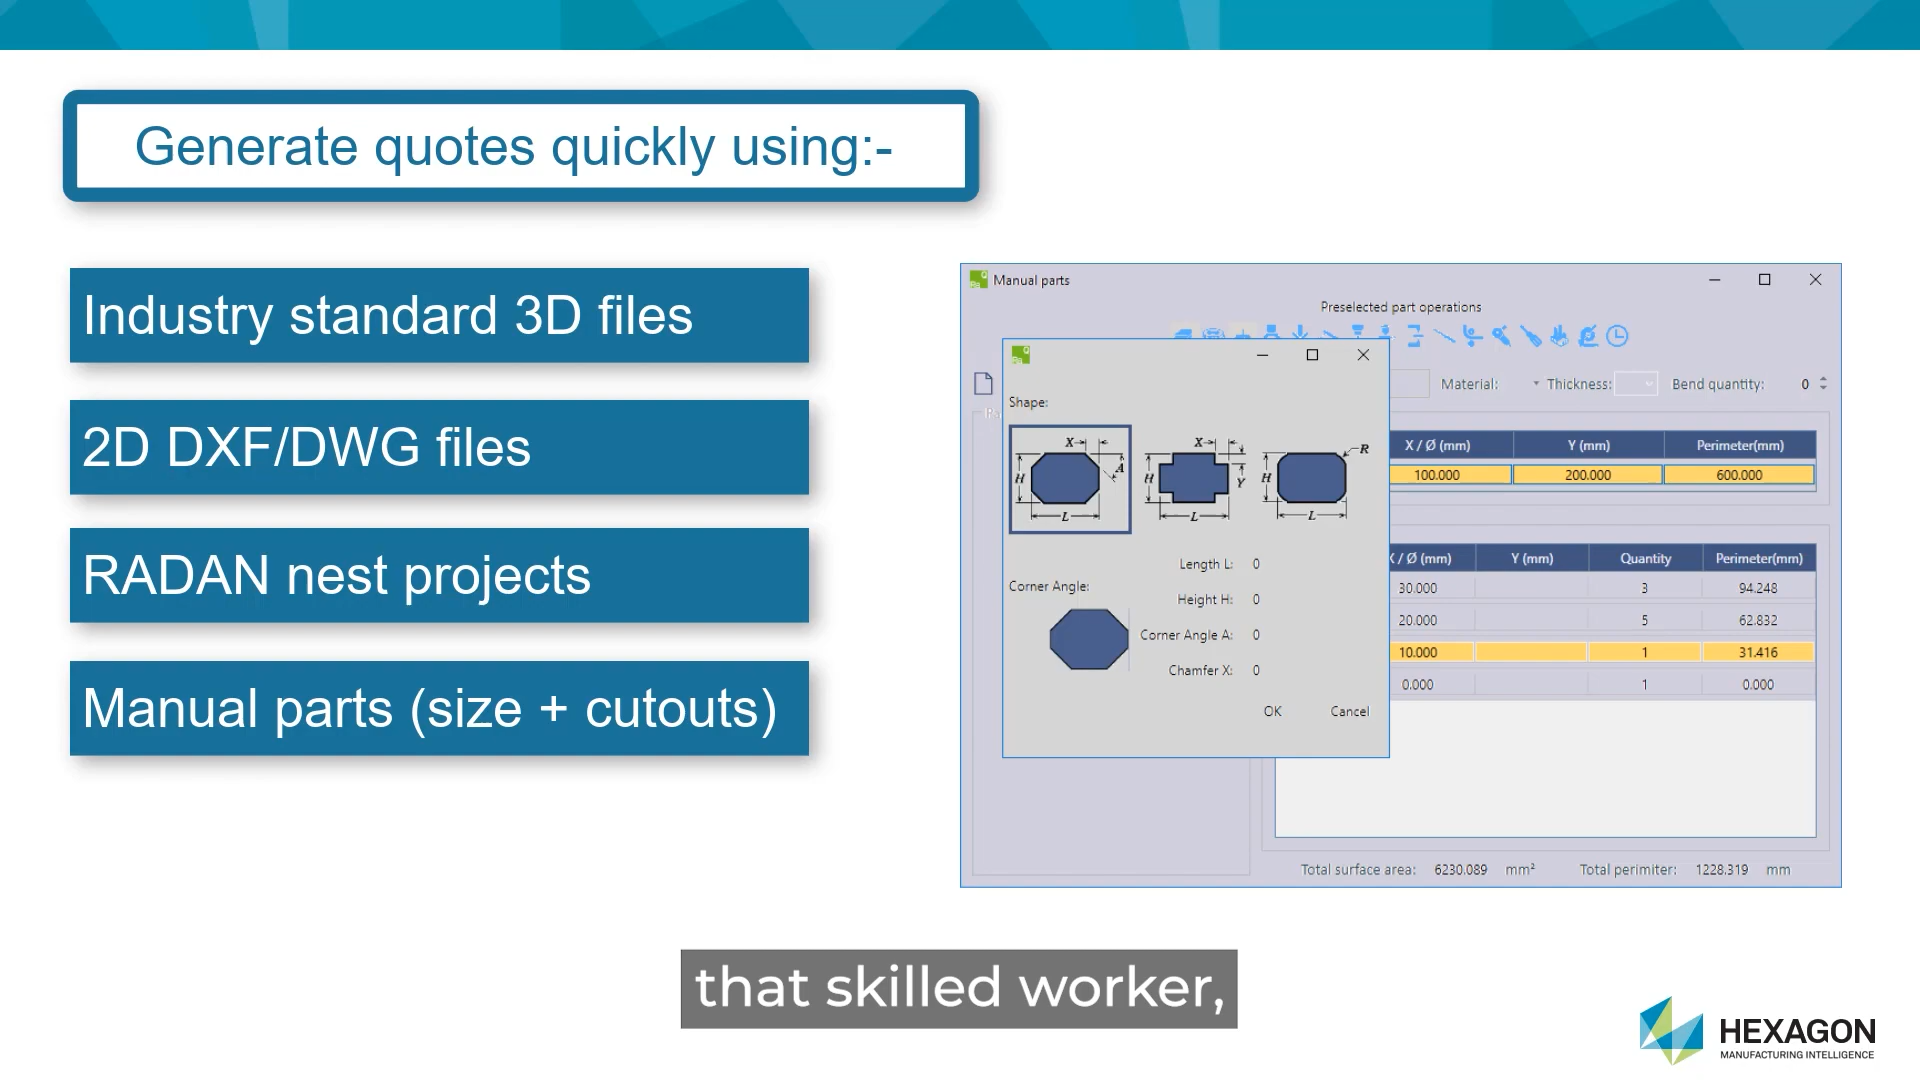 Generate quotes quickly using:-
Industry standard 3D files
2D DXF/DWG files
RADAN nest projects
Manual parts (size + cutouts)
Manual parts
Preselected part operations
Material:
Thickness:
Bend quantity: 0
X / Ø (mm) Y (mm) Perimeter(mm)
100.000 200.000 600.000
X / Ø (mm) Y (mm) Quantity Perimeter(mm)
30.000 3 94.248
20.000 5 62.832
10.000 1 31.416
0.000 1 0.000
Total surface area: 6230.089 mm²
Total perimiter: 1228.319 mm
Shape:
X A H L
X H Y L
R H L
Corner Angle:
Length L: 0
Height H: 0
Corner Angle A: 0
Chamfer X: 0
OK Cancel
that skilled worker,
HEXAGON
MANUFACTURING INTELLIGENCE